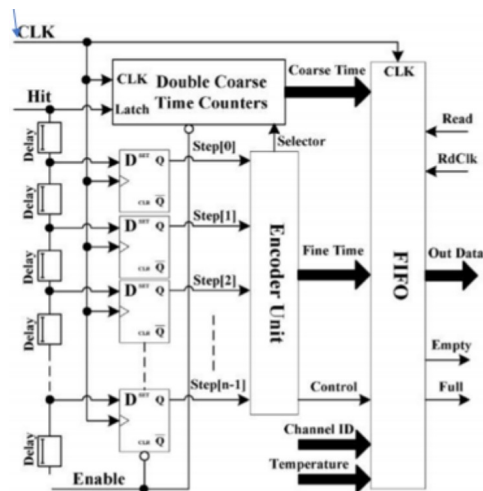 CLK
Hit
CLK
Latch
Double Coarse
Time Counters
Coarse Time
CLK
Read
RdClk
Selector
Delay
D SET Q
CLR Q̅
Step[0]
Delay
D SET Q
CLR Q̅
Step[1]
Delay
D SET Q
CLR Q̅
Step[2]
Delay
Encoder Unit
Fine Time
FIFO
Out Data
Empty
Full
D SET Q
CLR Q̅
Step[n-1]
Control
Delay
Channel ID
Temperature
Enable